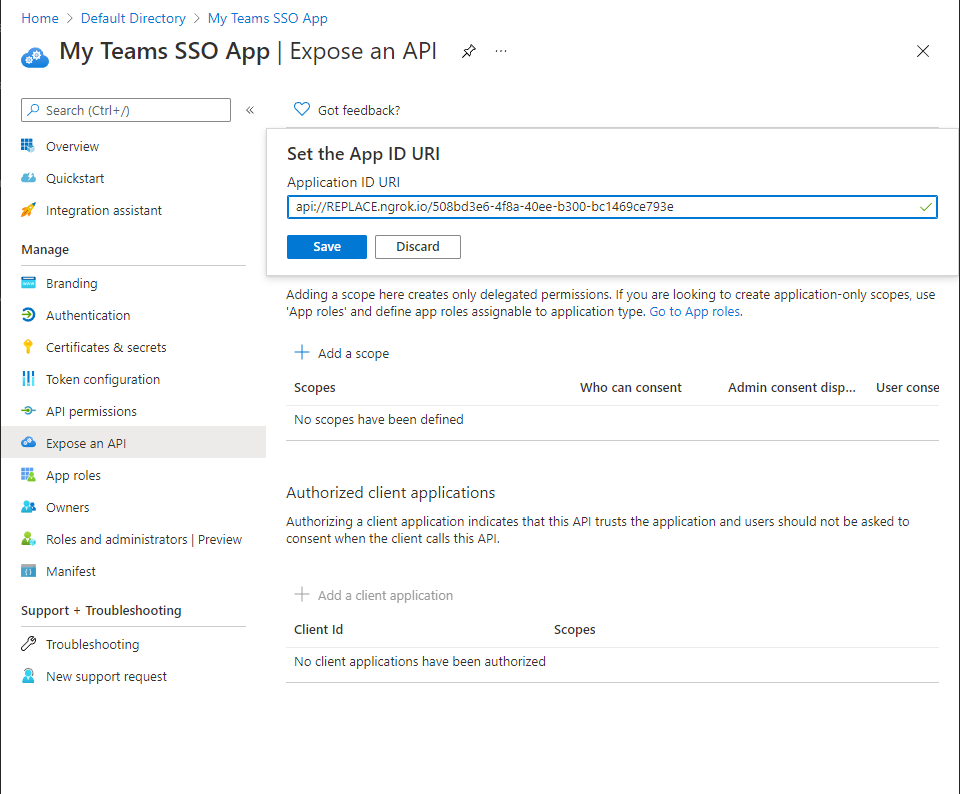 Home > Default Directory > My Teams SSO App
My Teams SSO App | Expose an API
Search (Ctrl+/)
Got feedback?
Overview
Quickstart
Integration assistant
Manage
Branding
Authentication
Certificates & secrets
Token configuration
API permissions
Expose an API
App roles
Owners
Roles and administrators | Preview
Manifest
Support + Troubleshooting
Troubleshooting
New support request
Set the App ID URI
Application ID URI
api://REPLACE.ngrok.io/508bd3e6-4f8a-40ee-b300-bc1469ce793e
Save Discard
Adding a scope here creates only delegated permissions. If you are looking to create application-only scopes, use
'App roles' and define app roles assignable to application type. Go to App roles.
Add a scope
Scopes Who can consent Admin consent disp... User conse
No scopes have been defined
Authorized client applications
Authorizing a client application indicates that this API trusts the application and users should not be asked to
consent when the client calls this API.
Add a client application
Client Id Scopes
No client applications have been authorized